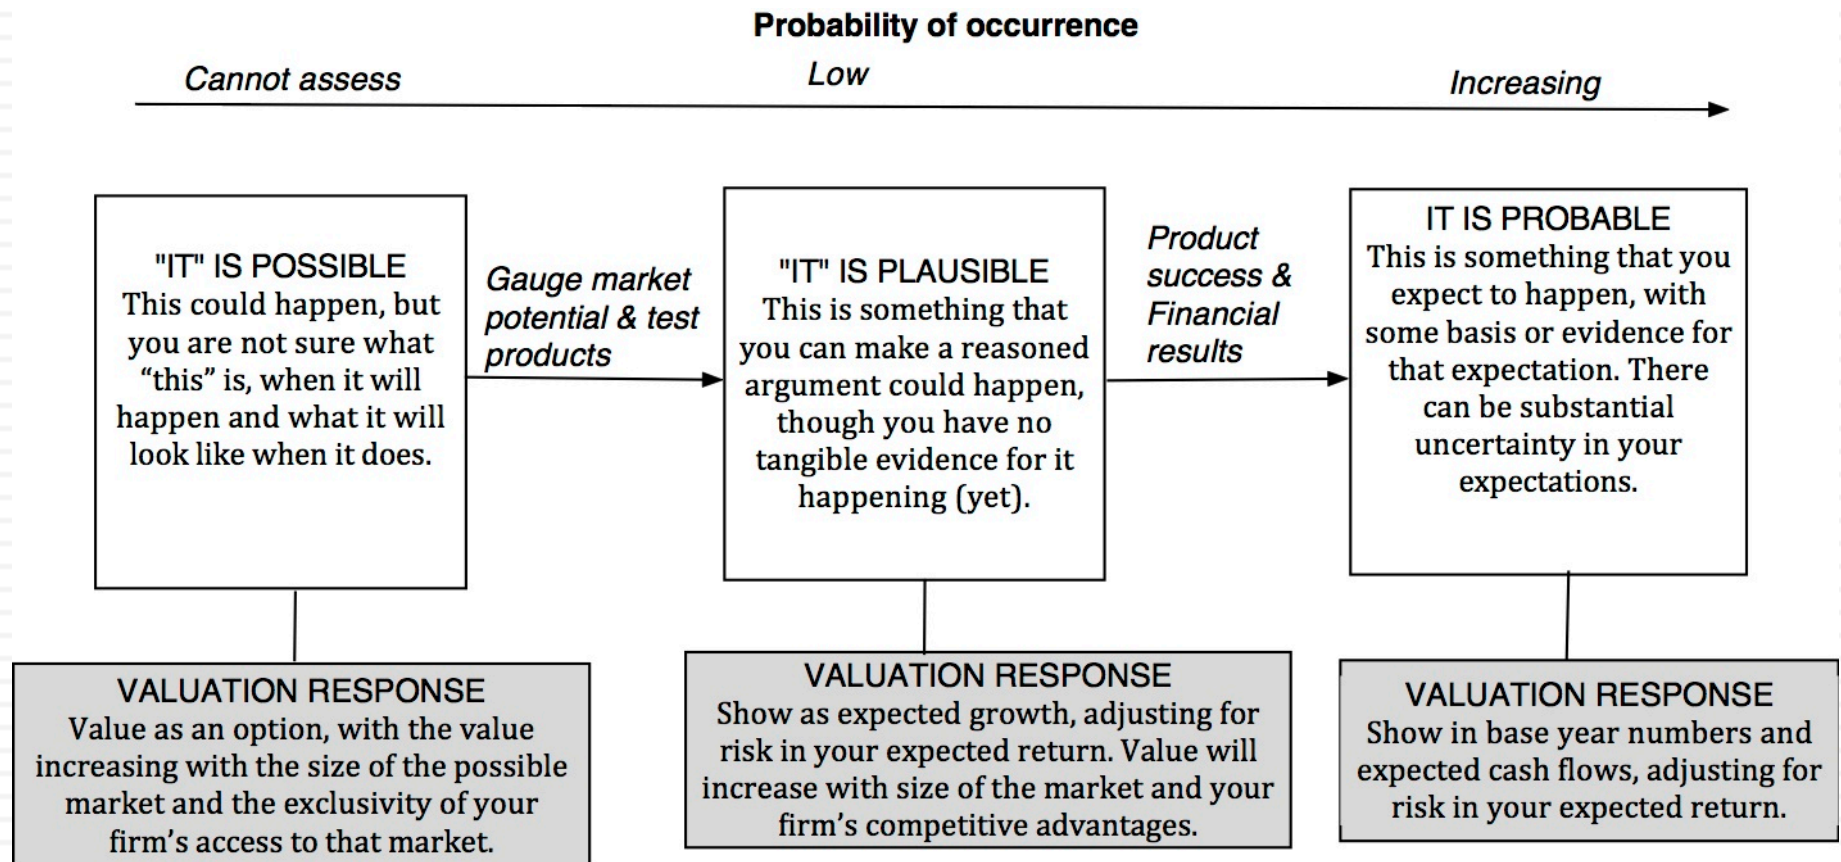 Probability of occurrence
Cannot assess
Low
Increasing
"IT" IS POSSIBLE
This could happen, but
you are not sure what
“this” is, when it will
happen and what it will
look like when it does.
Gauge market
potential & test
products
"IT" IS PLAUSIBLE
This is something that
you can make a reasoned
argument could happen,
though you have no
tangible evidence for it
happening (yet).
Product
success &
Financial
results
IT IS PROBABLE
This is something that you
expect to happen, with
some basis or evidence for
that expectation. There
can be substantial
uncertainty in your
expectations.
VALUATION RESPONSE
Value as an option, with the value
increasing with the size of the possible
market and the exclusivity of your
firm’s access to that market.
VALUATION RESPONSE
Show as expected growth, adjusting for
risk in your expected return. Value will
increase with size of the market and your
firm’s competitive advantages.
VALUATION RESPONSE
Show in base year numbers and
expected cash flows, adjusting for
risk in your expected return.